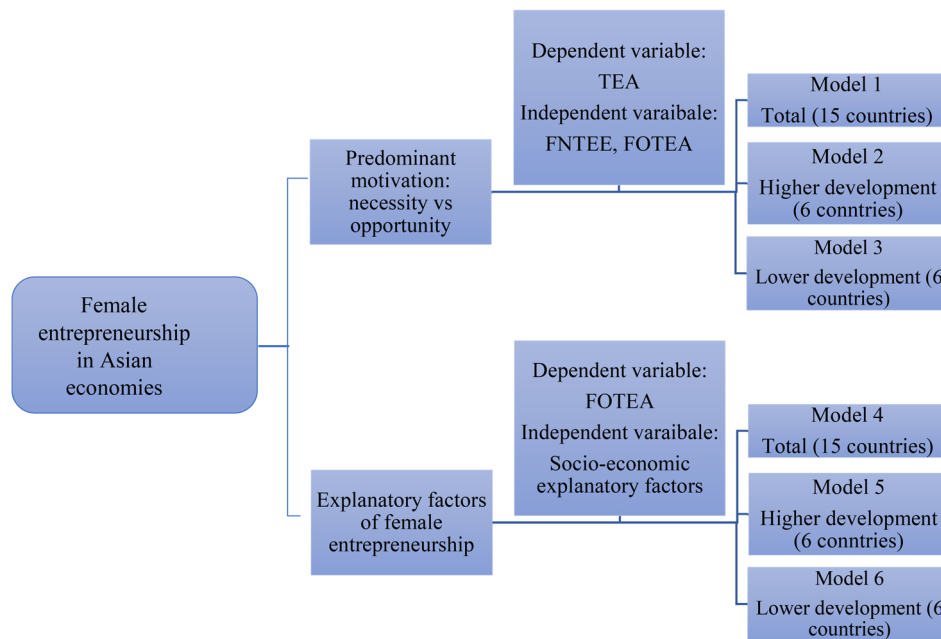 Female
entrepreneurship
in Asian
economies
Predominant
motivation:
necessity vs
opportunity
Dependent variable:
TEA
Independent varaibale:
FNTEE, FOTEA
Model 1
Total (15 countries)
Model 2
Higher development
(6 conntries)
Model 3
Lower development (6
countries)
Explanatory factors
of female
entrepreneurship
Dependent variable:
FOTEA
Independent varaibale:
Socio-economic
explanatory factors
Model 4
Total (15 countries)
Model 5
Higher development
(6 conntries)
Model 6
Lower development (6
countries)